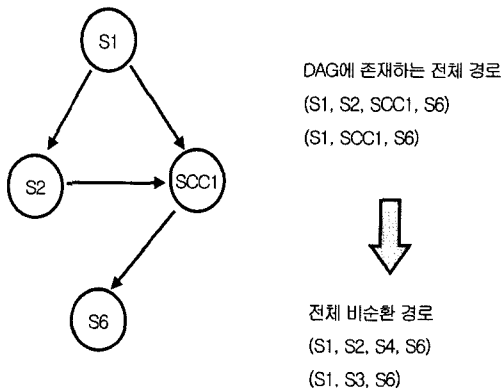 S1
DAG에 존재하는 전체 경로
(S1, S2, SCC1, S6)
(S1, SCC1, S6)
S2
SCC1
S6
전체 비순환 경로
(S1, S2, S4, S6)
(S1, S3, S6)